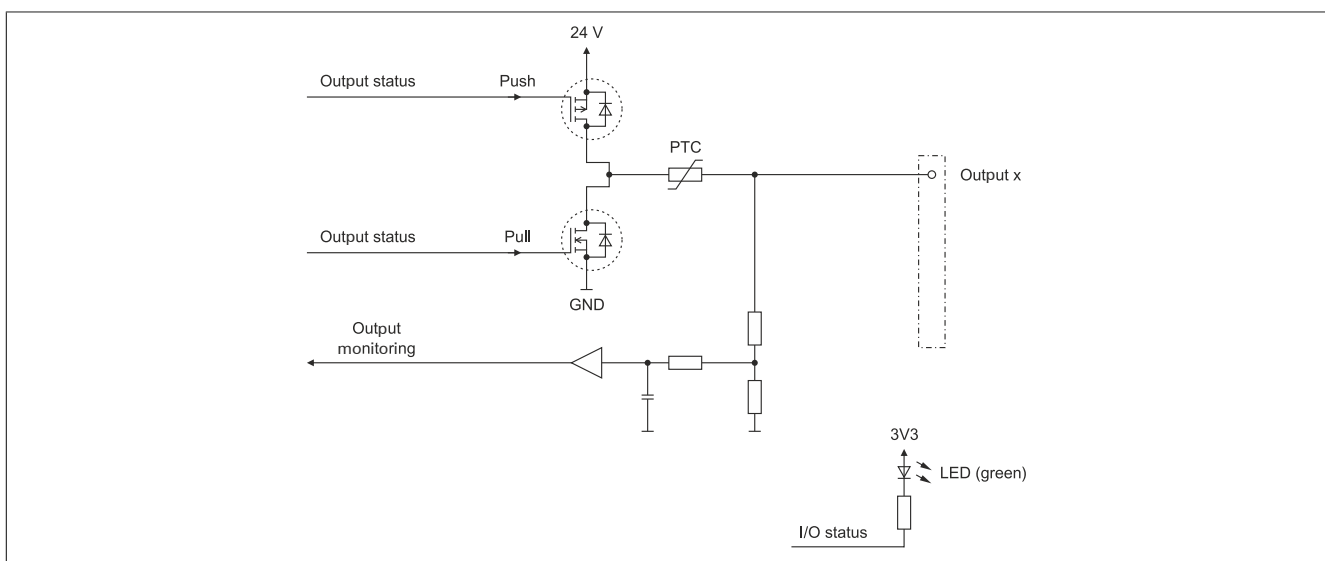 24 V
Output status
Push
PTC
Output x
Output status
Pull
GND
Output
monitoring
3V3
LED (green)
I/O status